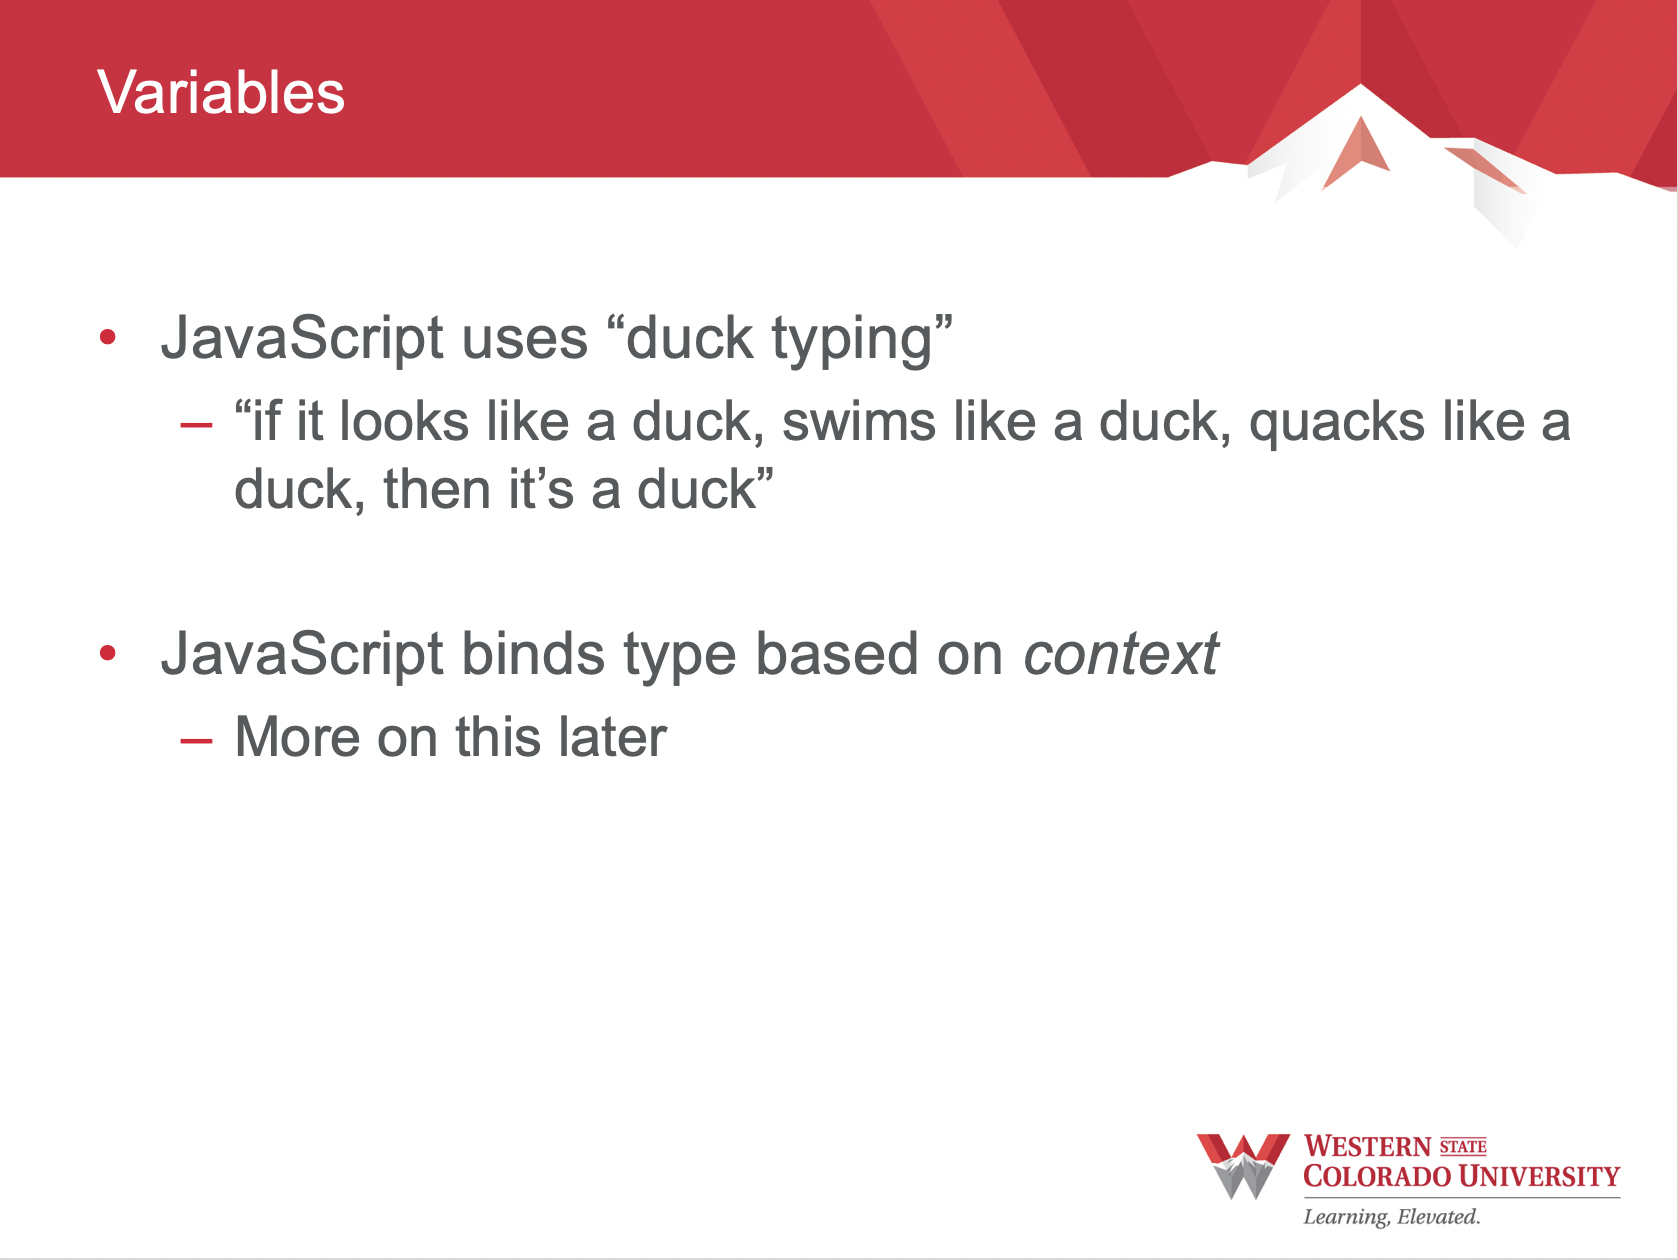 Variables
• JavaScript uses “duck typing”
– “if it looks like a duck, swims like a duck, quacks like a
duck, then it’s a duck”
• JavaScript binds type based on context
– More on this later
WESTERN STATE
COLORADO UNIVERSITY
Learning, Elevated.